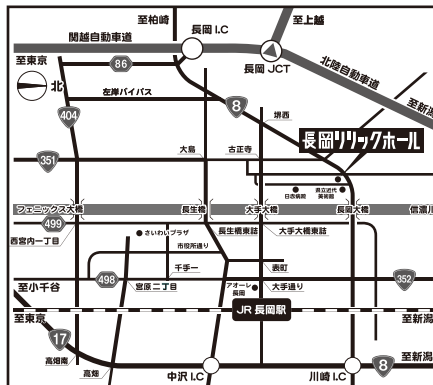 至柏崎
至上越
長岡 I.C
関越自動車道
至東京
86
長岡 JCT
北陸自動車道
北
左岸バイパス
8
至新潟
404
堺西
長岡リリックホール
大島
古正寺
351
日赤病院
県立近代
美術館
フェニックス大橋
長生橋
大手大橋
長岡大橋
信濃川
499
さいわいプラザ
長生橋東詰
大手大橋東詰
西宮内一丁目
市役所通り
千手一
表町
498
352
至小千谷
宮原二丁目
アオーレ
長岡
大手通り
至東京
JR 長岡駅
至新潟
17
高畑南
高畑
中沢 I.C
川崎 I.C
8
至新潟